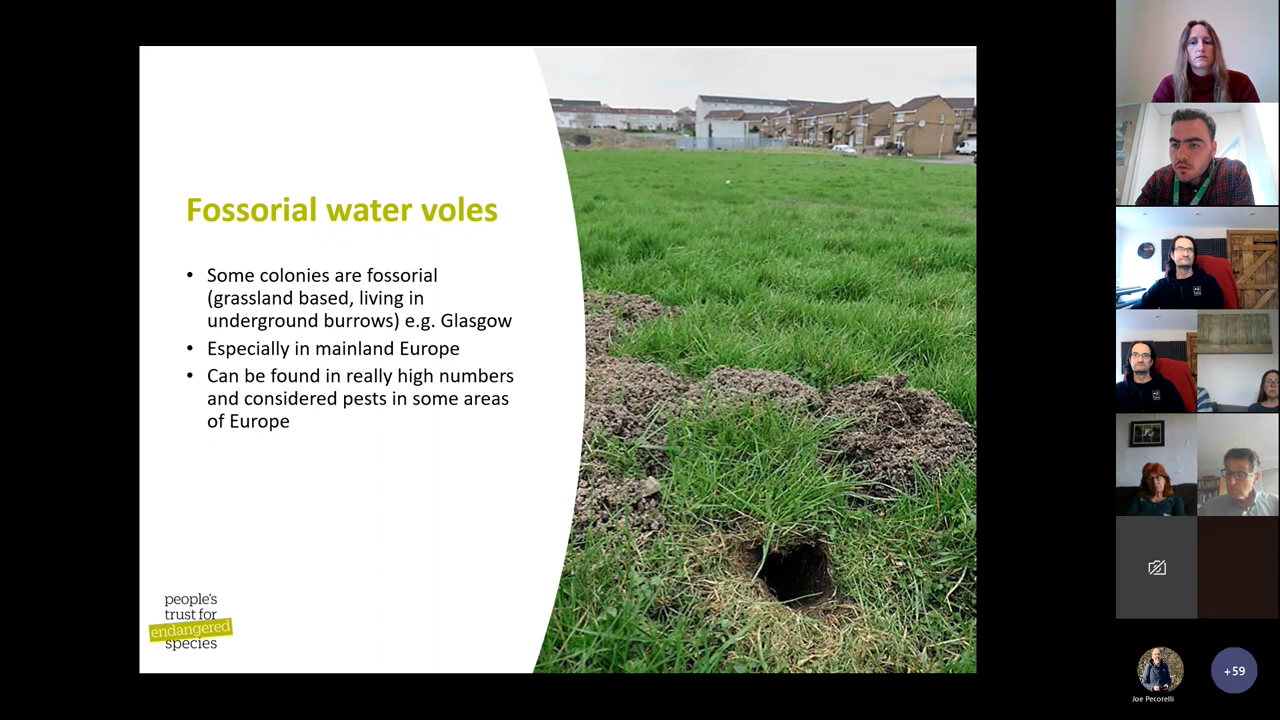 Fossorial water voles
• Some colonies are fossorial
(grassland based, living in
underground burrows) e.g. Glasgow
• Especially in mainland Europe
• Can be found in really high numbers
and considered pests in some areas
of Europe
people's
trust for
endangered
species
Joe Pecorelli
+59